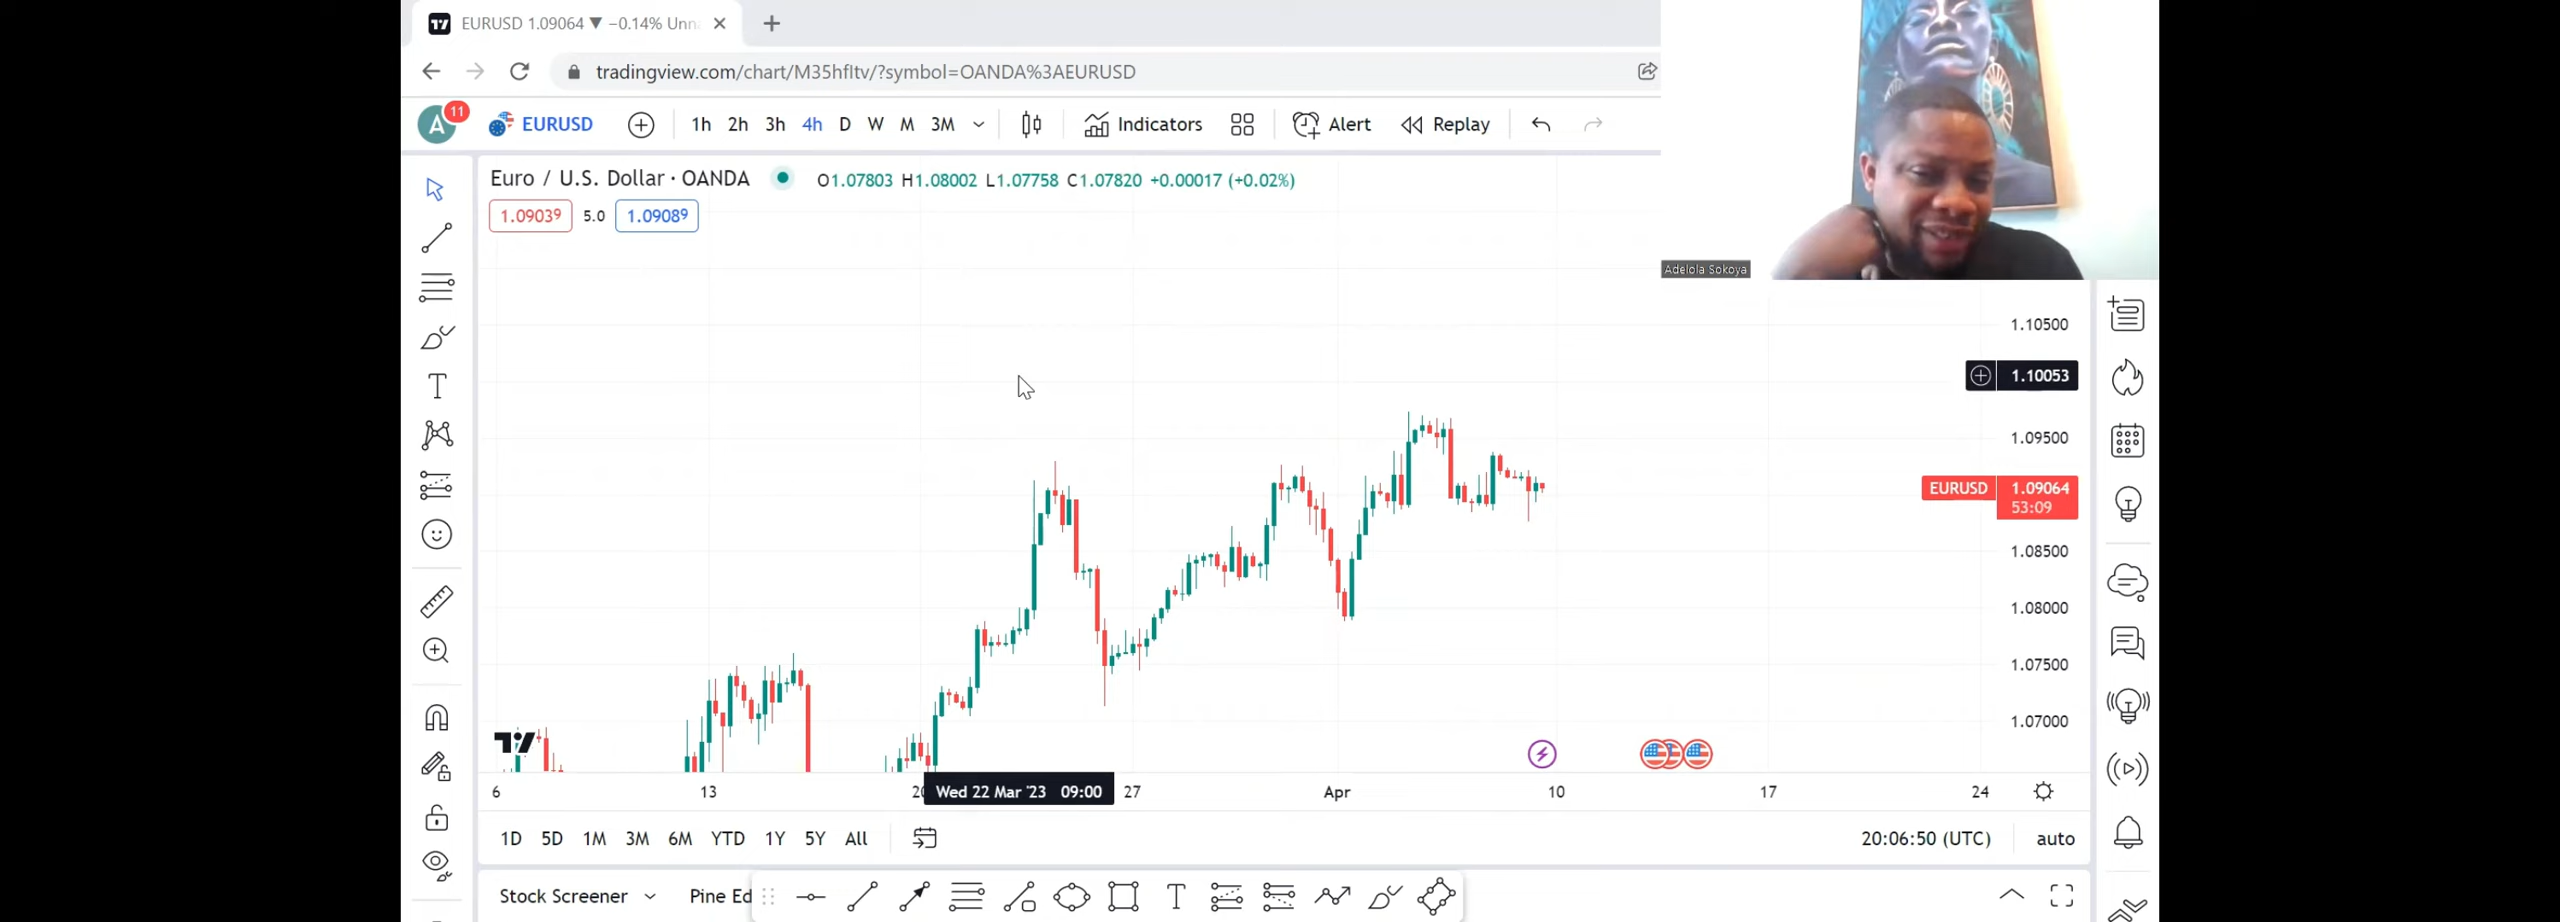 EURUSD 1.09064 ▼ −0.14% Unn
tradingview.com/chart/M35hfItv/?symbol=OANDA%3AEURUSD
A 11 EURUSD 1h 2h 3h 4h D W M 3M Indicators Alert Replay
Euro / U.S. Dollar · OANDA O1.07803 H1.08002 L1.07758 C1.07820 +0.00017 (+0.02%)
1.09039 5.0 1.09089
Adelola Sokoya
1.10500
1.10053
1.09500
EURUSD 1.09064
53:09
1.08500
1.08000
1.07500
1.07000
6 13 20 Wed 22 Mar '23 09:00 27 Apr 10 17 24
1D 5D 1M 3M 6M YTD 1Y 5Y All 20:06:50 (UTC) auto
Stock Screener Pine Ed T